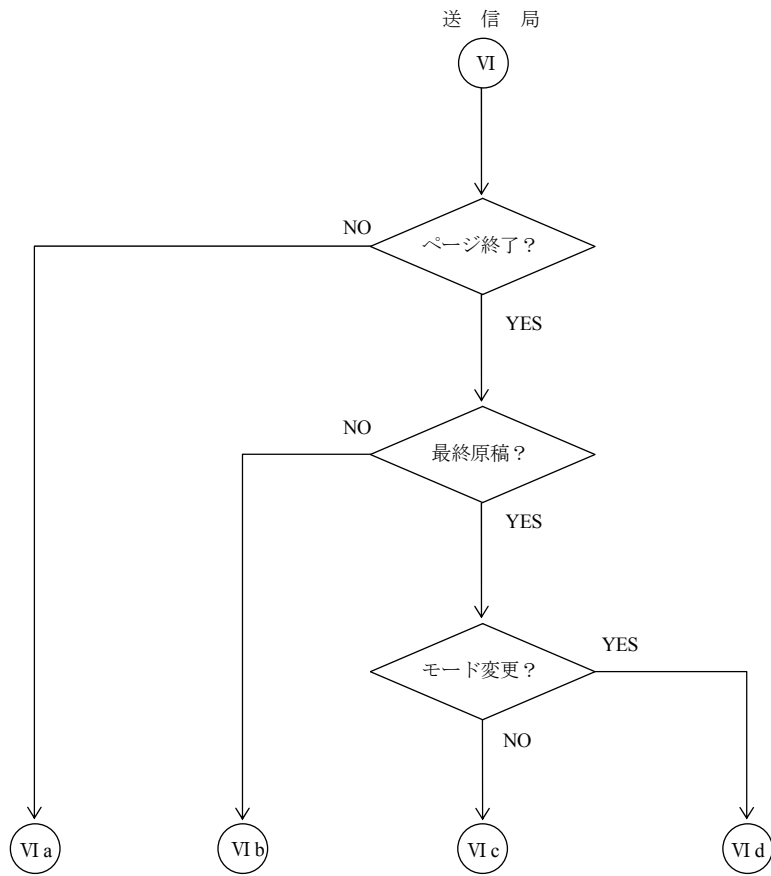 送 信 局
VI
NO
ページ終了？
YES
NO
最終原稿？
YES
モード変更？
YES
NO
VI a
VI b
VI c
VI d